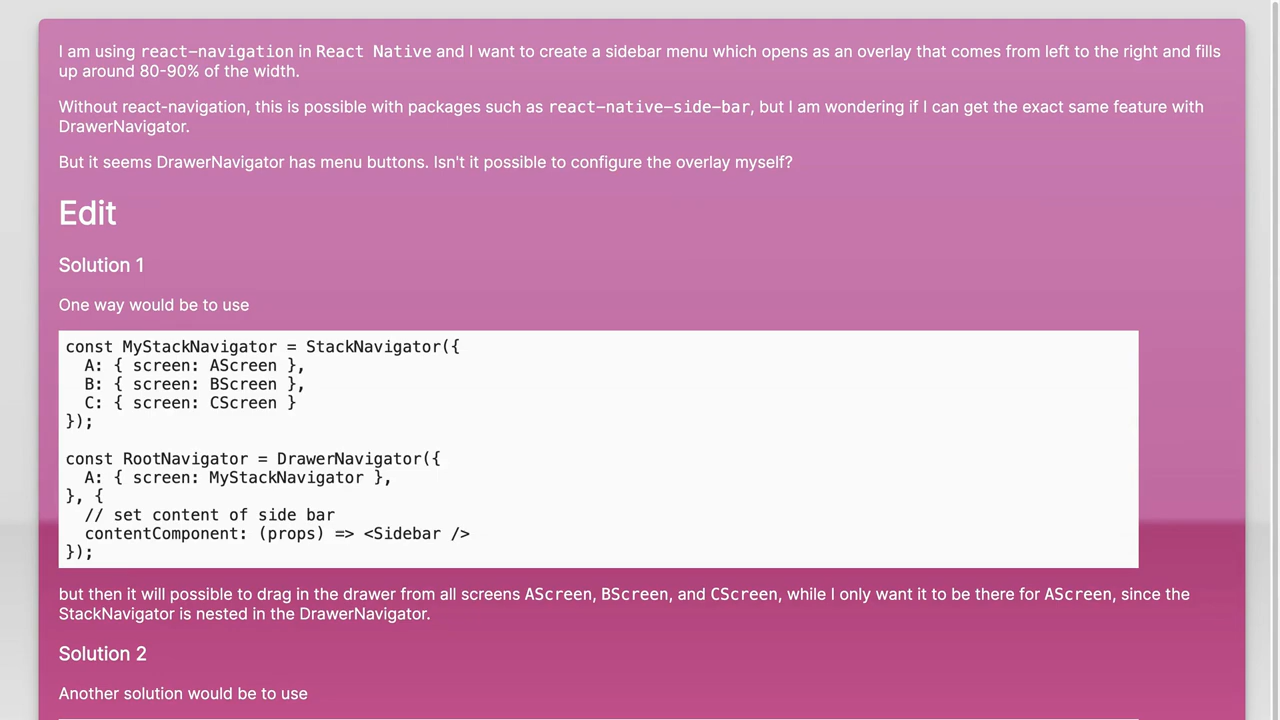 I am using react-navigation in React Native and I want to create a sidebar menu which opens as an overlay that comes from left to the right and fills
up around 80-90% of the width.
Without react-navigation, this is possible with packages such as react-native-side-bar, but I am wondering if I can get the exact same feature with
DrawerNavigator.
But it seems DrawerNavigator has menu buttons. Isn't it possible to configure the overlay myself?
Edit
Solution 1
One way would be to use
const MyStackNavigator = StackNavigator({
  A: { screen: AScreen },
  B: { screen: BScreen },
  C: { screen: CScreen }
});

const RootNavigator = DrawerNavigator({
  A: { screen: MyStackNavigator },
}, {
  // set content of side bar
  contentComponent: (props) => <Sidebar />
});
but then it will possible to drag in the drawer from all screens AScreen, BScreen, and CScreen, while I only want it to be there for AScreen, since the
StackNavigator is nested in the DrawerNavigator.
Solution 2
Another solution would be to use